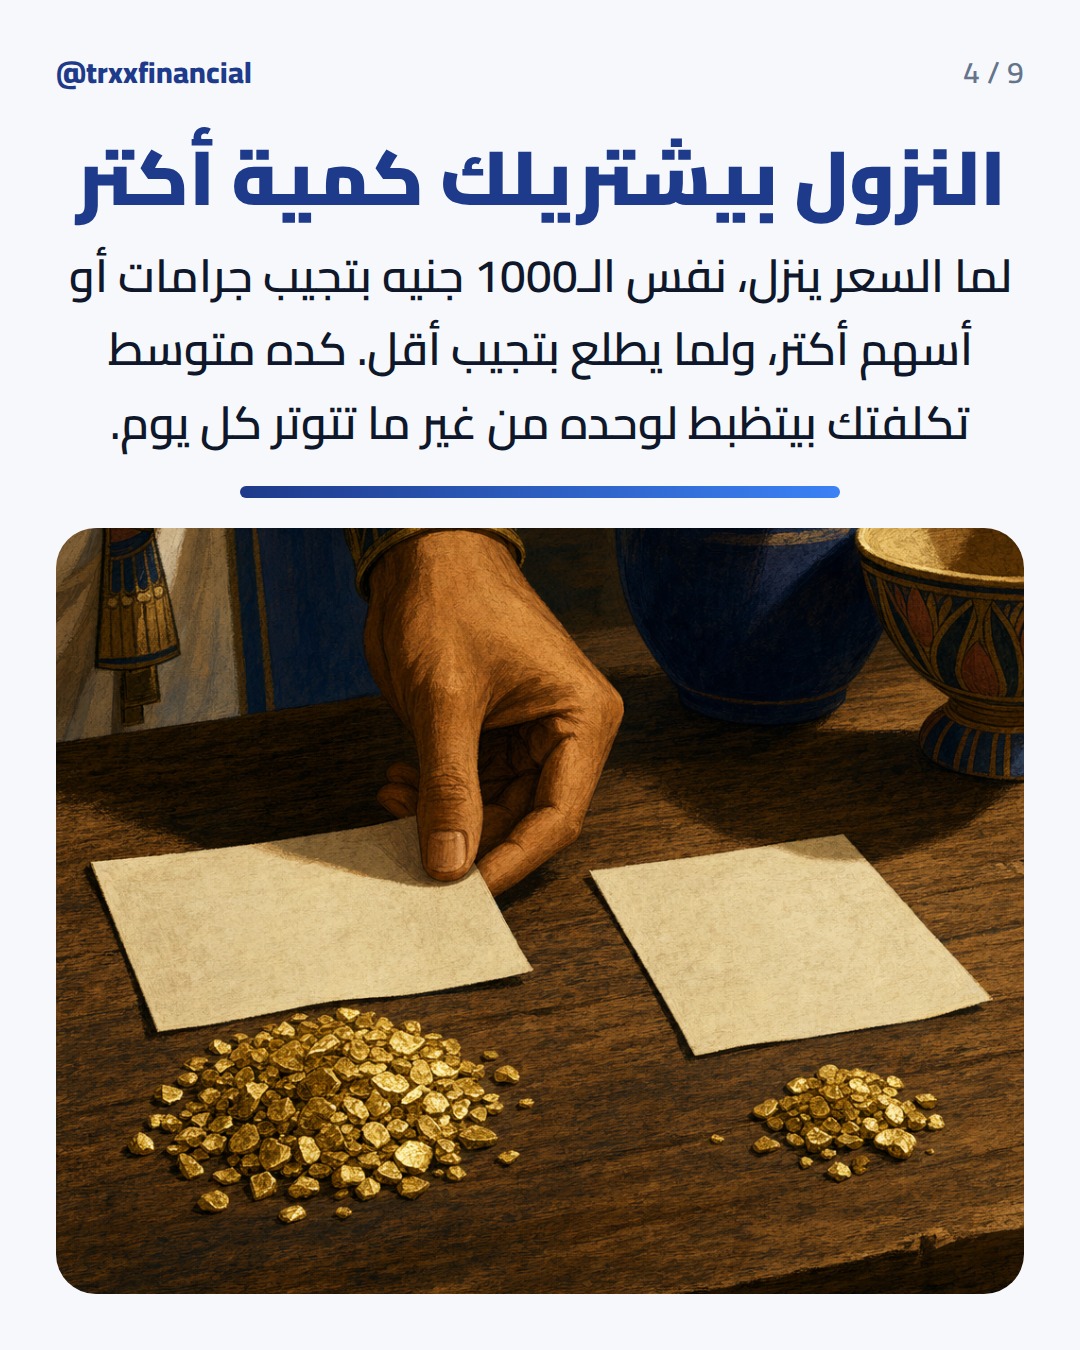 @trxxfinancial
4 / 9
النزول بيشتريلك كمية أكتر
لما السعر ينزل، نفس الـ1000 جنيه بتجيب جرامات أو
أسهم أكتر، ولما يطلع بتجيب أقل. كده متوسط
تكلفتك بيتظبط لوحده من غير ما تتوتر كل يوم.